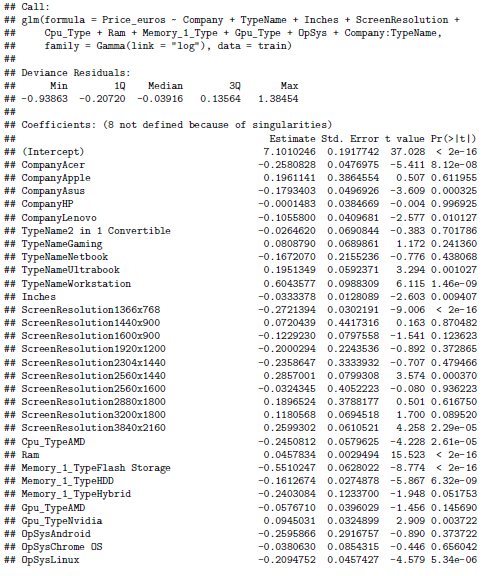 ## Call:
## glm(formula = Price_euros ~ Company + TypeName + Inches + ScreenResolution +
## Cpu_Type + Ram + Memory_1_Type + Gpu_Type + OpSys + Company:TypeName,
## family = Gamma(link = "log"), data = train)
##
## Deviance Residuals:
## Min 1Q Median 3Q Max
## -0.93863 -0.20720 -0.03916 0.13564 1.38454
##
## Coefficients: (8 not defined because of singularities)
## Estimate Std. Error t value Pr(>|t|)
## (Intercept) 7.1010246 0.1917742 37.028 < 2e-16
## CompanyAcer -0.2580828 0.0476975 -5.411 8.12e-08
## CompanyApple 0.1961141 0.3864554 0.507 0.611955
## CompanyAsus -0.1793403 0.0496926 -3.609 0.000325
## CompanyHP -0.0001483 0.0384669 -0.004 0.996925
## CompanyLenovo -0.1055800 0.0409681 -2.577 0.010127
## TypeName2 in 1 Convertible -0.0264620 0.0690844 -0.383 0.701786
## TypeNameGaming 0.0808790 0.0689861 1.172 0.241360
## TypeNameNetbook -0.1672070 0.2155236 -0.776 0.438068
## TypeNameUltrabook 0.1951349 0.0592371 3.294 0.001027
## TypeNameWorkstation 0.6043577 0.0988309 6.115 1.46e-09
## Inches -0.0333378 0.0128089 -2.603 0.009407
## ScreenResolution1366x768 -0.2721394 0.0302191 -9.006 < 2e-16
## ScreenResolution1440x900 0.0720439 0.4417316 0.163 0.870482
## ScreenResolution1600x900 -0.1229230 0.0797558 -1.541 0.123623
## ScreenResolution1920x1200 -0.2000294 0.2243536 -0.892 0.372865
## ScreenResolution2304x1440 -0.2358647 0.3333932 -0.707 0.479466
## ScreenResolution2560x1440 0.2857001 0.0799308 3.574 0.000370
## ScreenResolution2560x1600 -0.0324345 0.4052223 -0.080 0.936223
## ScreenResolution2880x1800 0.1896524 0.3788177 0.501 0.616750
## ScreenResolution3200x1800 0.1180568 0.0694518 1.700 0.089520
## ScreenResolution3840x2160 0.2599302 0.0610521 4.258 2.29e-05
## Cpu_TypeAMD -0.2450812 0.0579625 -4.228 2.61e-05
## Ram 0.0457834 0.0029494 15.523 < 2e-16
## Memory_1_TypeFlash Storage -0.5510247 0.0628022 -8.774 < 2e-16
## Memory_1_TypeHDD -0.1612674 0.0274878 -5.867 6.32e-09
## Memory_1_TypeHybrid -0.2403084 0.1233700 -1.948 0.051753
## Gpu_TypeAMD -0.0576710 0.0396029 -1.456 0.145690
## Gpu_TypeNvidia 0.0945031 0.0324899 2.909 0.003722
## OpSysAndroid -0.2595866 0.2916757 -0.890 0.373722
## OpSysChrome OS -0.0380630 0.0854315 -0.446 0.656042
## OpSysLinux -0.2094752 0.0457427 -4.579 5.34e-06